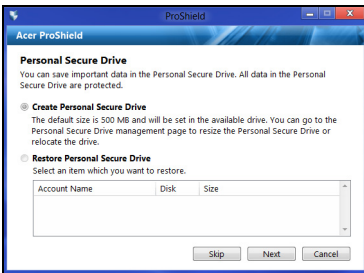 ProShield
Acer ProShield
Personal Secure Drive
You can save important data in the Personal Secure Drive. All data in the Personal
Secure Drive are protected.
Create Personal Secure Drive
The default size is 500 MB and will be set in the available drive. You can go to the
Personal Secure Drive management page to resize the Personal Secure Drive or
relocate the drive.
Restore Personal Secure Drive
Select an item which you want to restore.
Account Name Disk Size
Skip Next Cancel